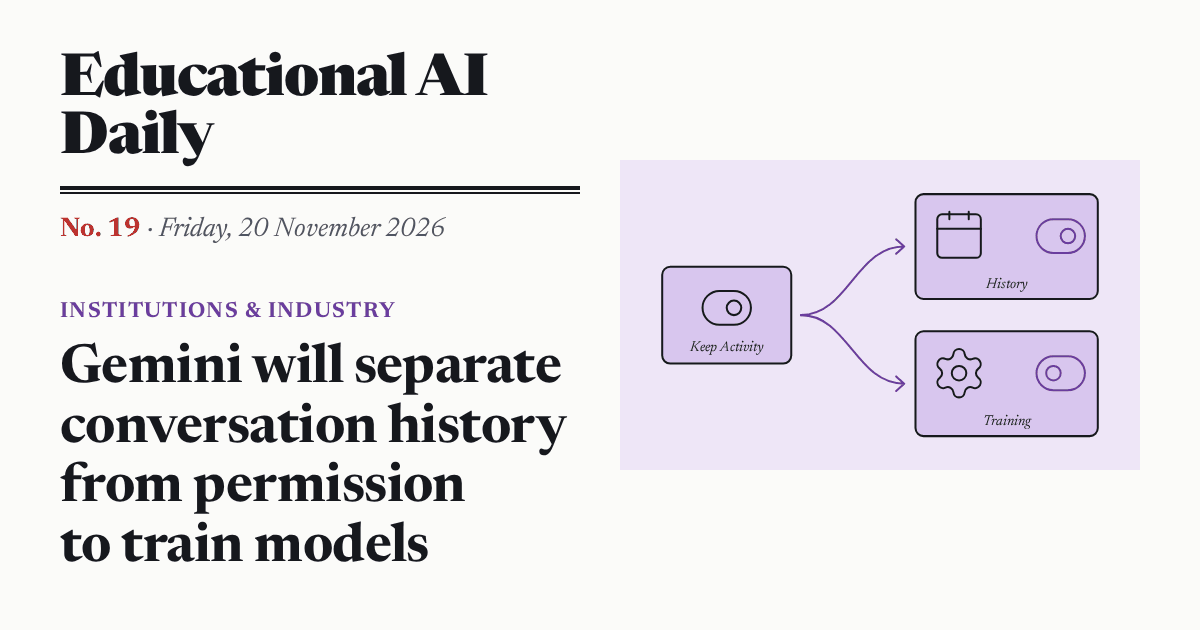 Educational AI
Daily
No. 19 · Friday, 20 November 2026
INSTITUTIONS & INDUSTRY
Gemini will separate
conversation history
from permission
to train models
Keep Activity
History
Training